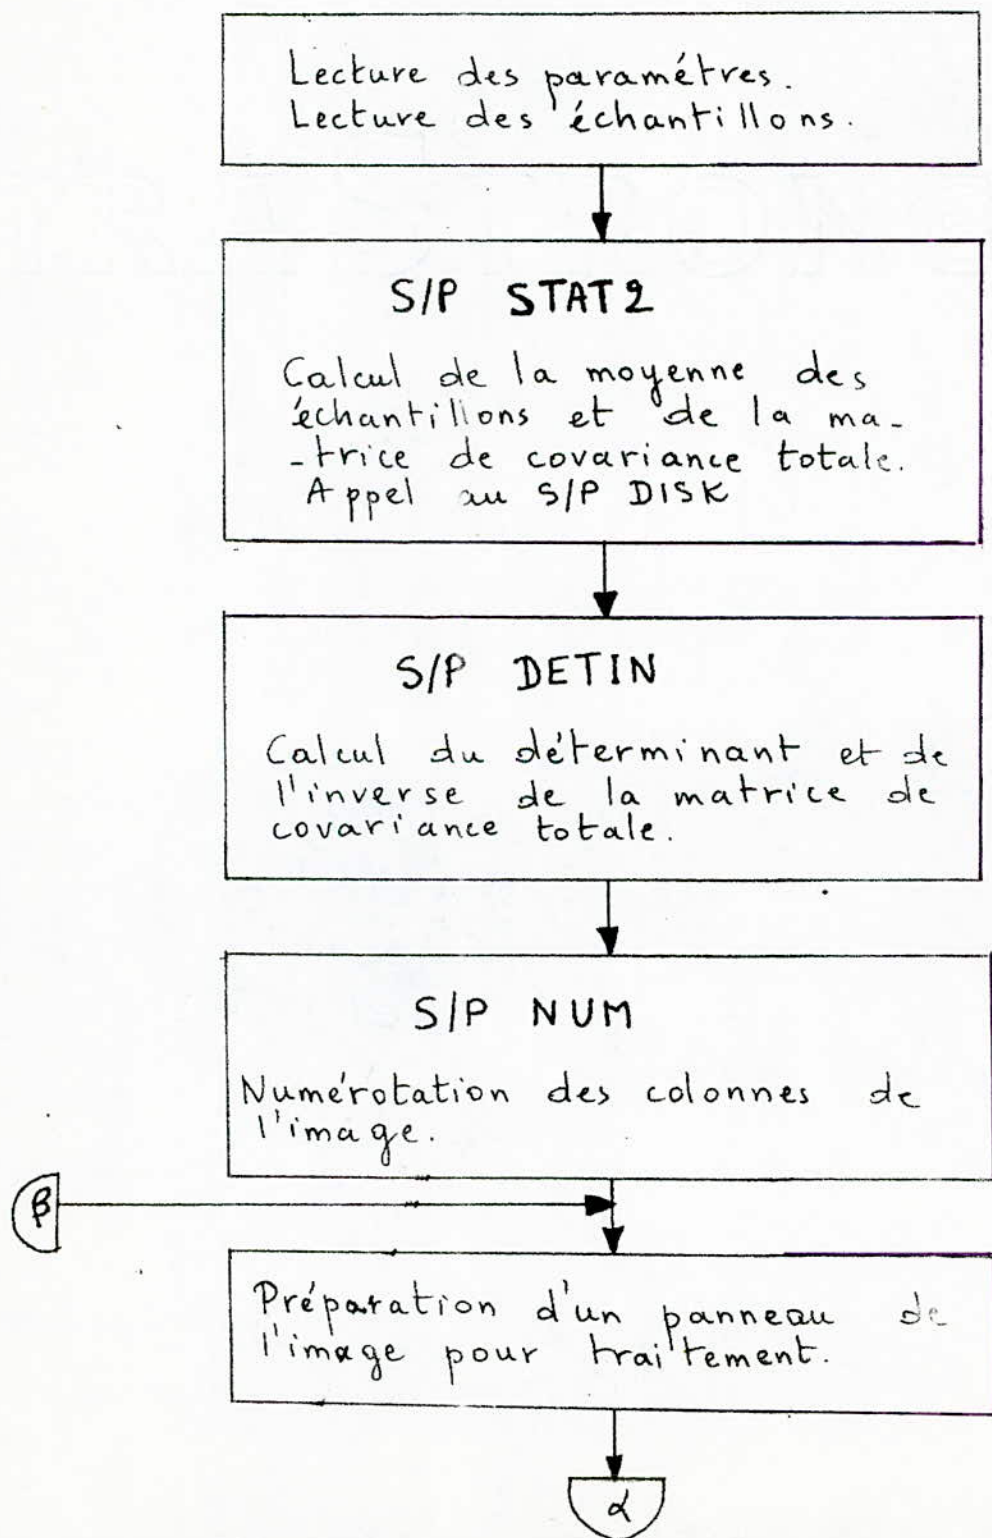 Lecture des paramétres.
Lecture des échantillons.
S/P STAT2
Calcul de la moyenne des
échantillons et de la ma-
-trice de covariance totale.
Appel au S/P DISK
S/P DETIN
Calcul du déterminant et de
l'inverse de la matrice de
covariance totale.
S/P NUM
Numérotation des colonnes de
l'image.
β
Préparation d'un panneau de
l'image pour traitement.
α